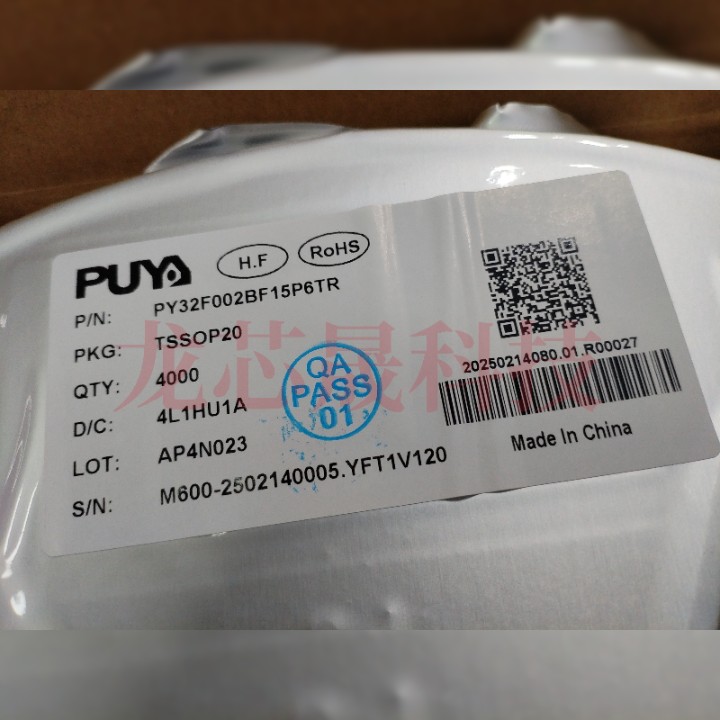 PUYA
H.F
RoHS
P/N: PY32F002BF15P6TR
PKG: TSSOP20
QTY: 4000
D/C: 4L1HU1A
LOT: AP4N023
S/N: M600-2502140005.YFT1V120
QA
PASS
01
20250214080.01.R00027
Made In China
龙芯晟科技